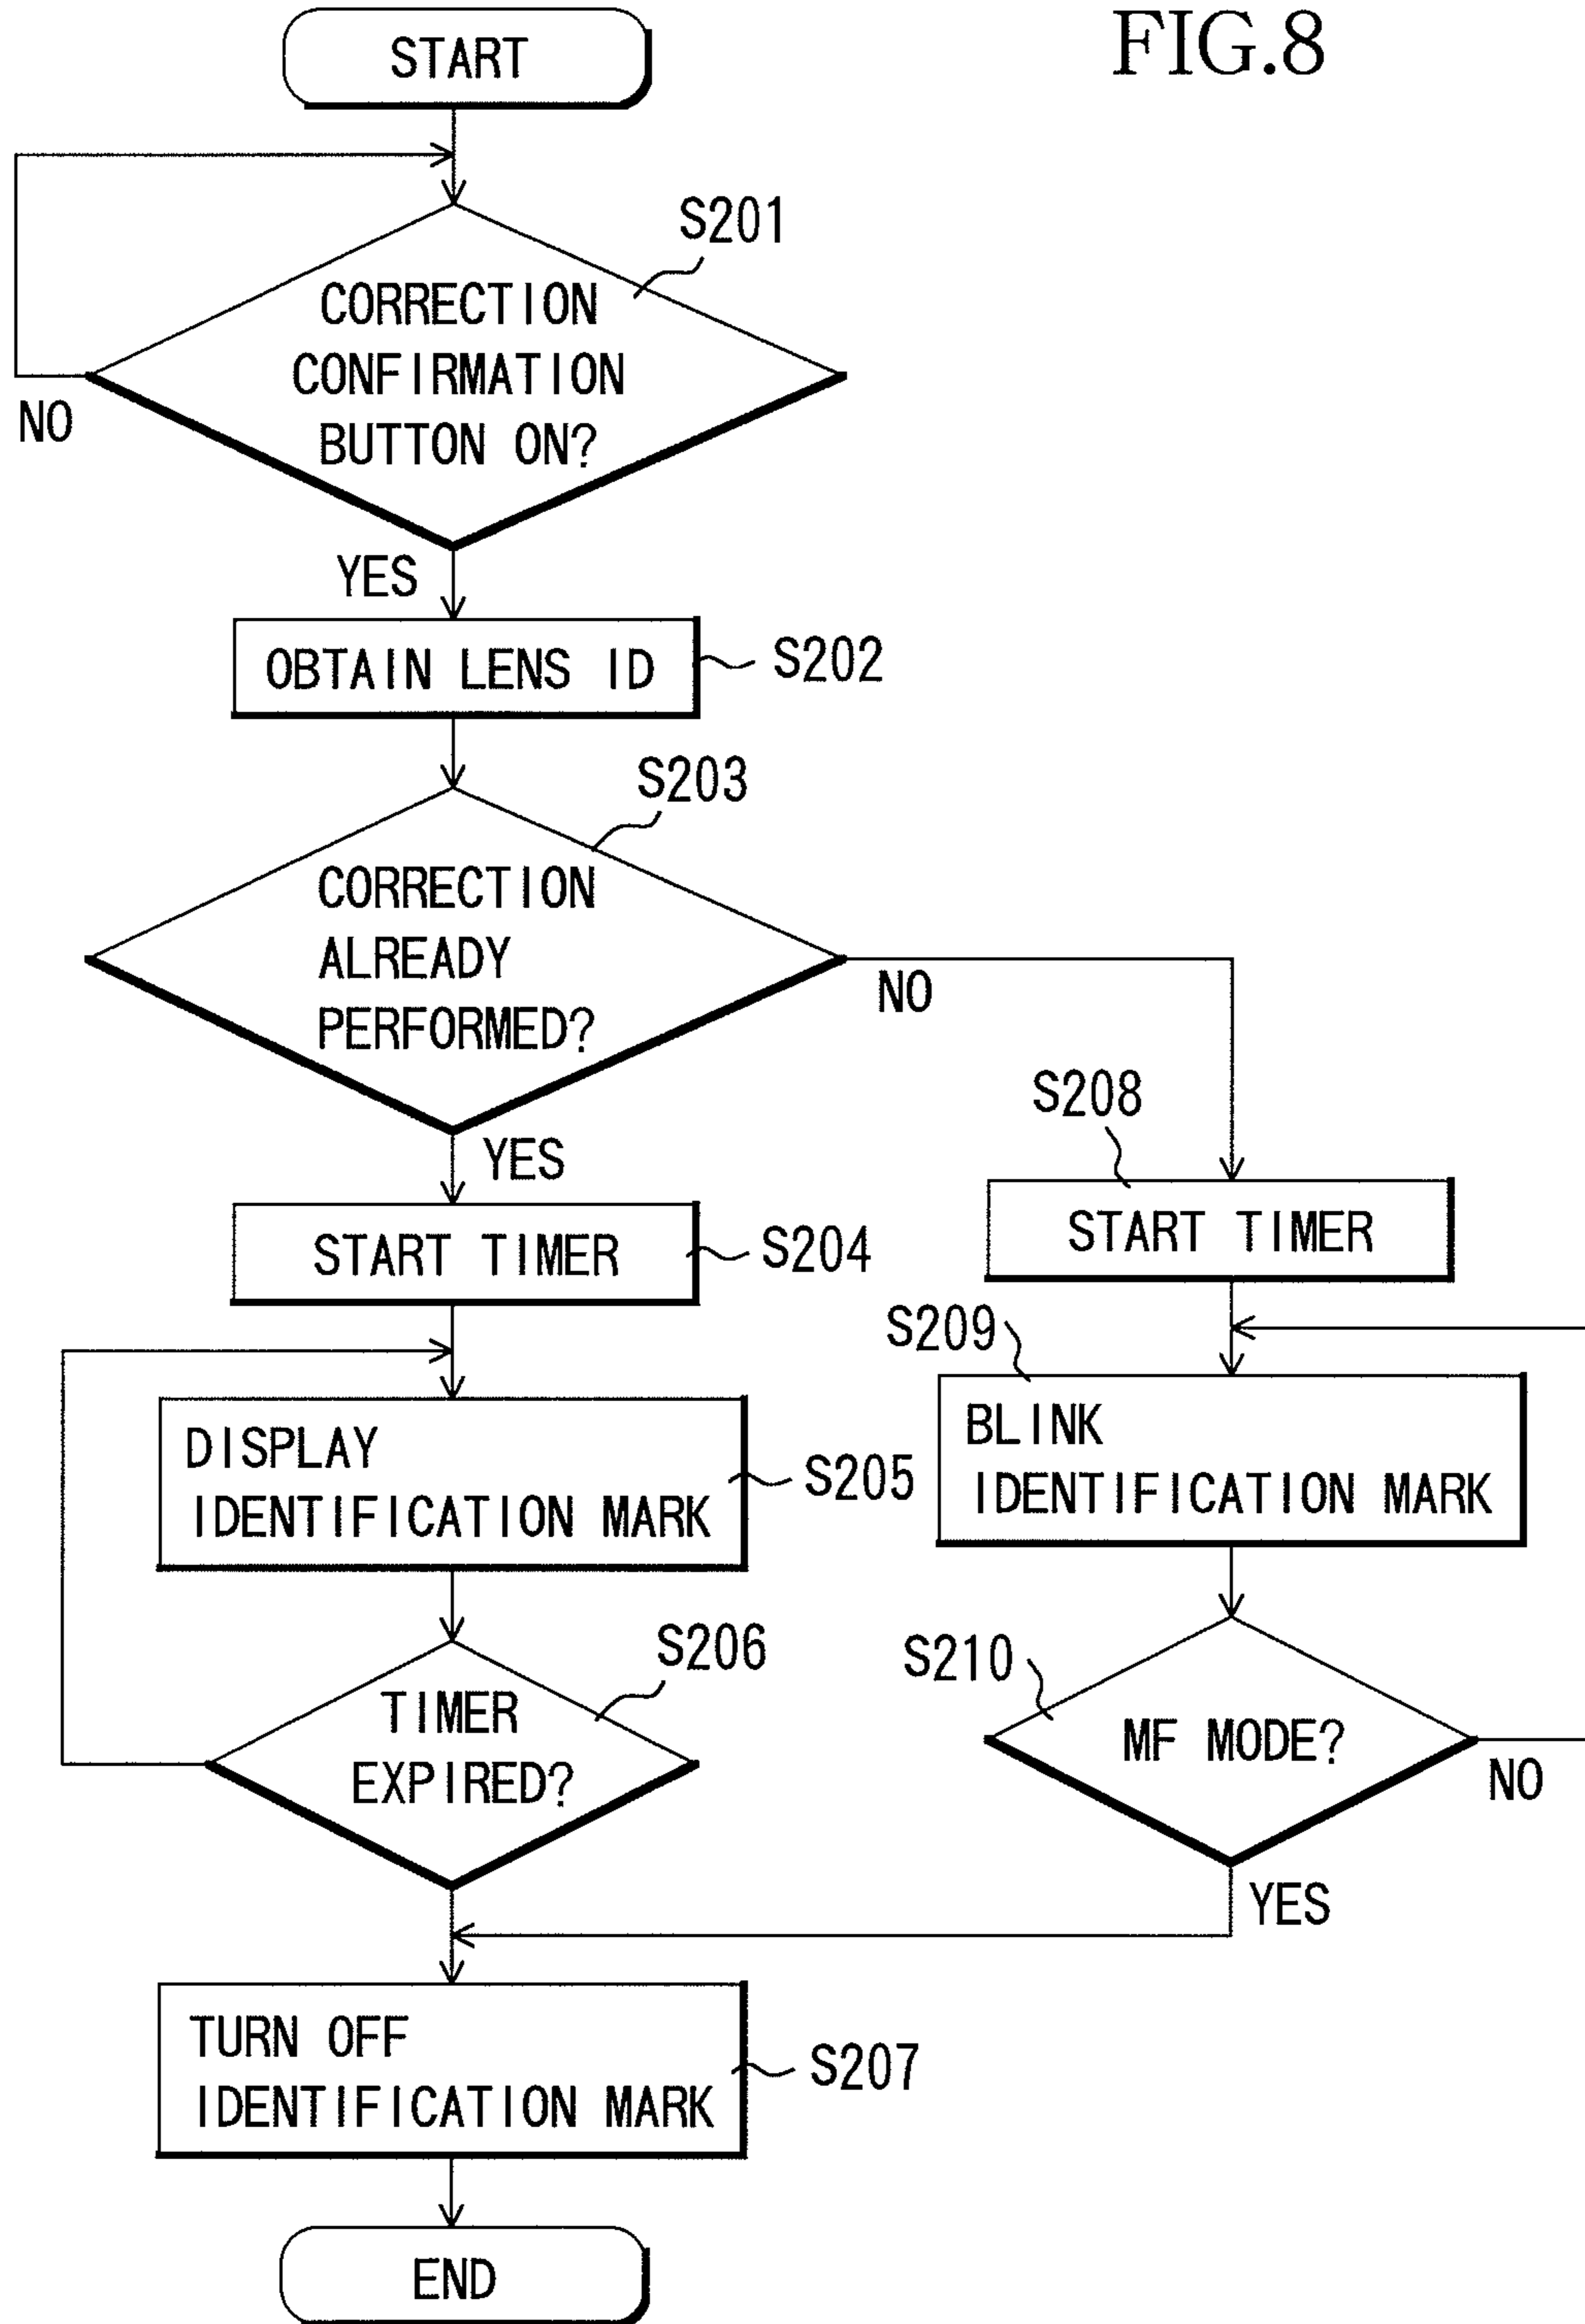 FIG.8
START
S201
CORRECTION
CONFIRMATION
BUTTON ON?
NO
YES
OBTAIN LENS ID
S202
S203
CORRECTION
ALREADY
PERFORMED?
NO
YES
S208
START TIMER
S204
START TIMER
S209
DISPLAY
IDENTIFICATION MARK
S205
BLINK
IDENTIFICATION MARK
S206
TIMER
EXPIRED?
S210
MF MODE?
NO
YES
TURN OFF
IDENTIFICATION MARK
S207
END